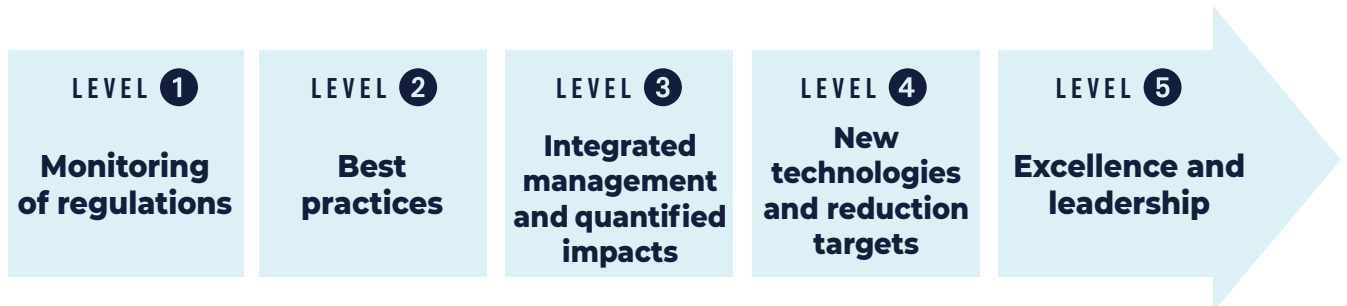 LEVEL 1
Monitoring
of regulations
LEVEL 2
Best
practices
LEVEL 3
Integrated
management
and quantified
impacts
LEVEL 4
New
technologies
and reduction
targets
LEVEL 5
Excellence and
leadership